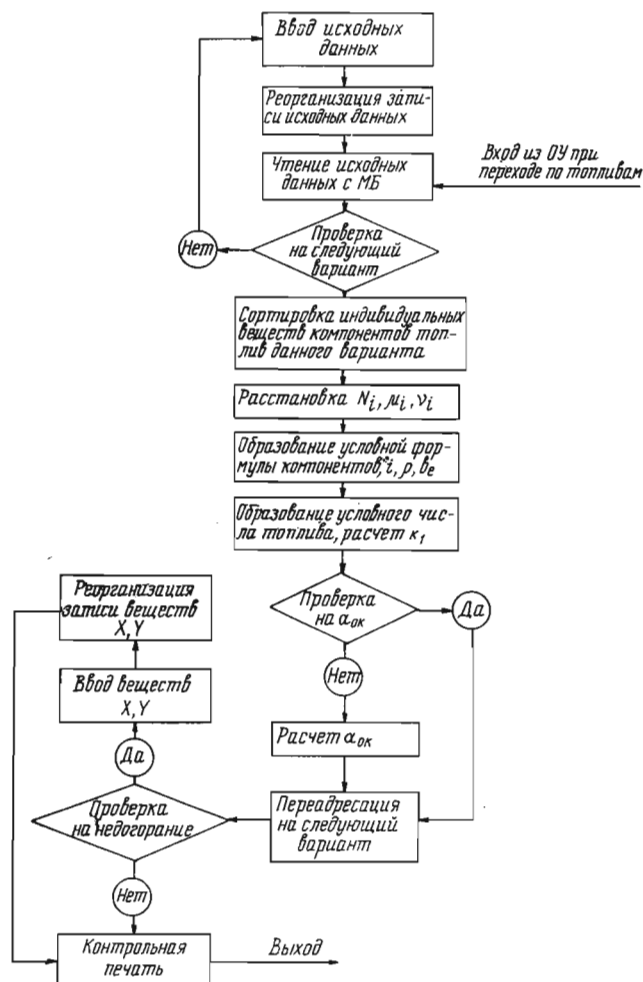 Ввод исходных
данных
Реорганизация запи-
си исходных данных
Чтение исходных
данных с МБ
Вход из ОУ при
переходе по топливам
Проверка
на следующий
вариант
Нет
Сортировка индивидуальных
веществ компонентов топ-
лив данного варианта
Расстановка N_i, μ_i, ν_i
Образование условной фор-
мулы компонентов, i, ρ, b_e
Образование условного чис-
ла топлива, расчет κ_1
Проверка
на α_ок
Да
Нет
Расчет α_ок
Переадресация
на следующий
вариант
Реорганизация
записи веществ
X, Y
Ввод веществ
X, Y
Да
Проверка
на недогорание
Нет
Контрольная
печать
Выход